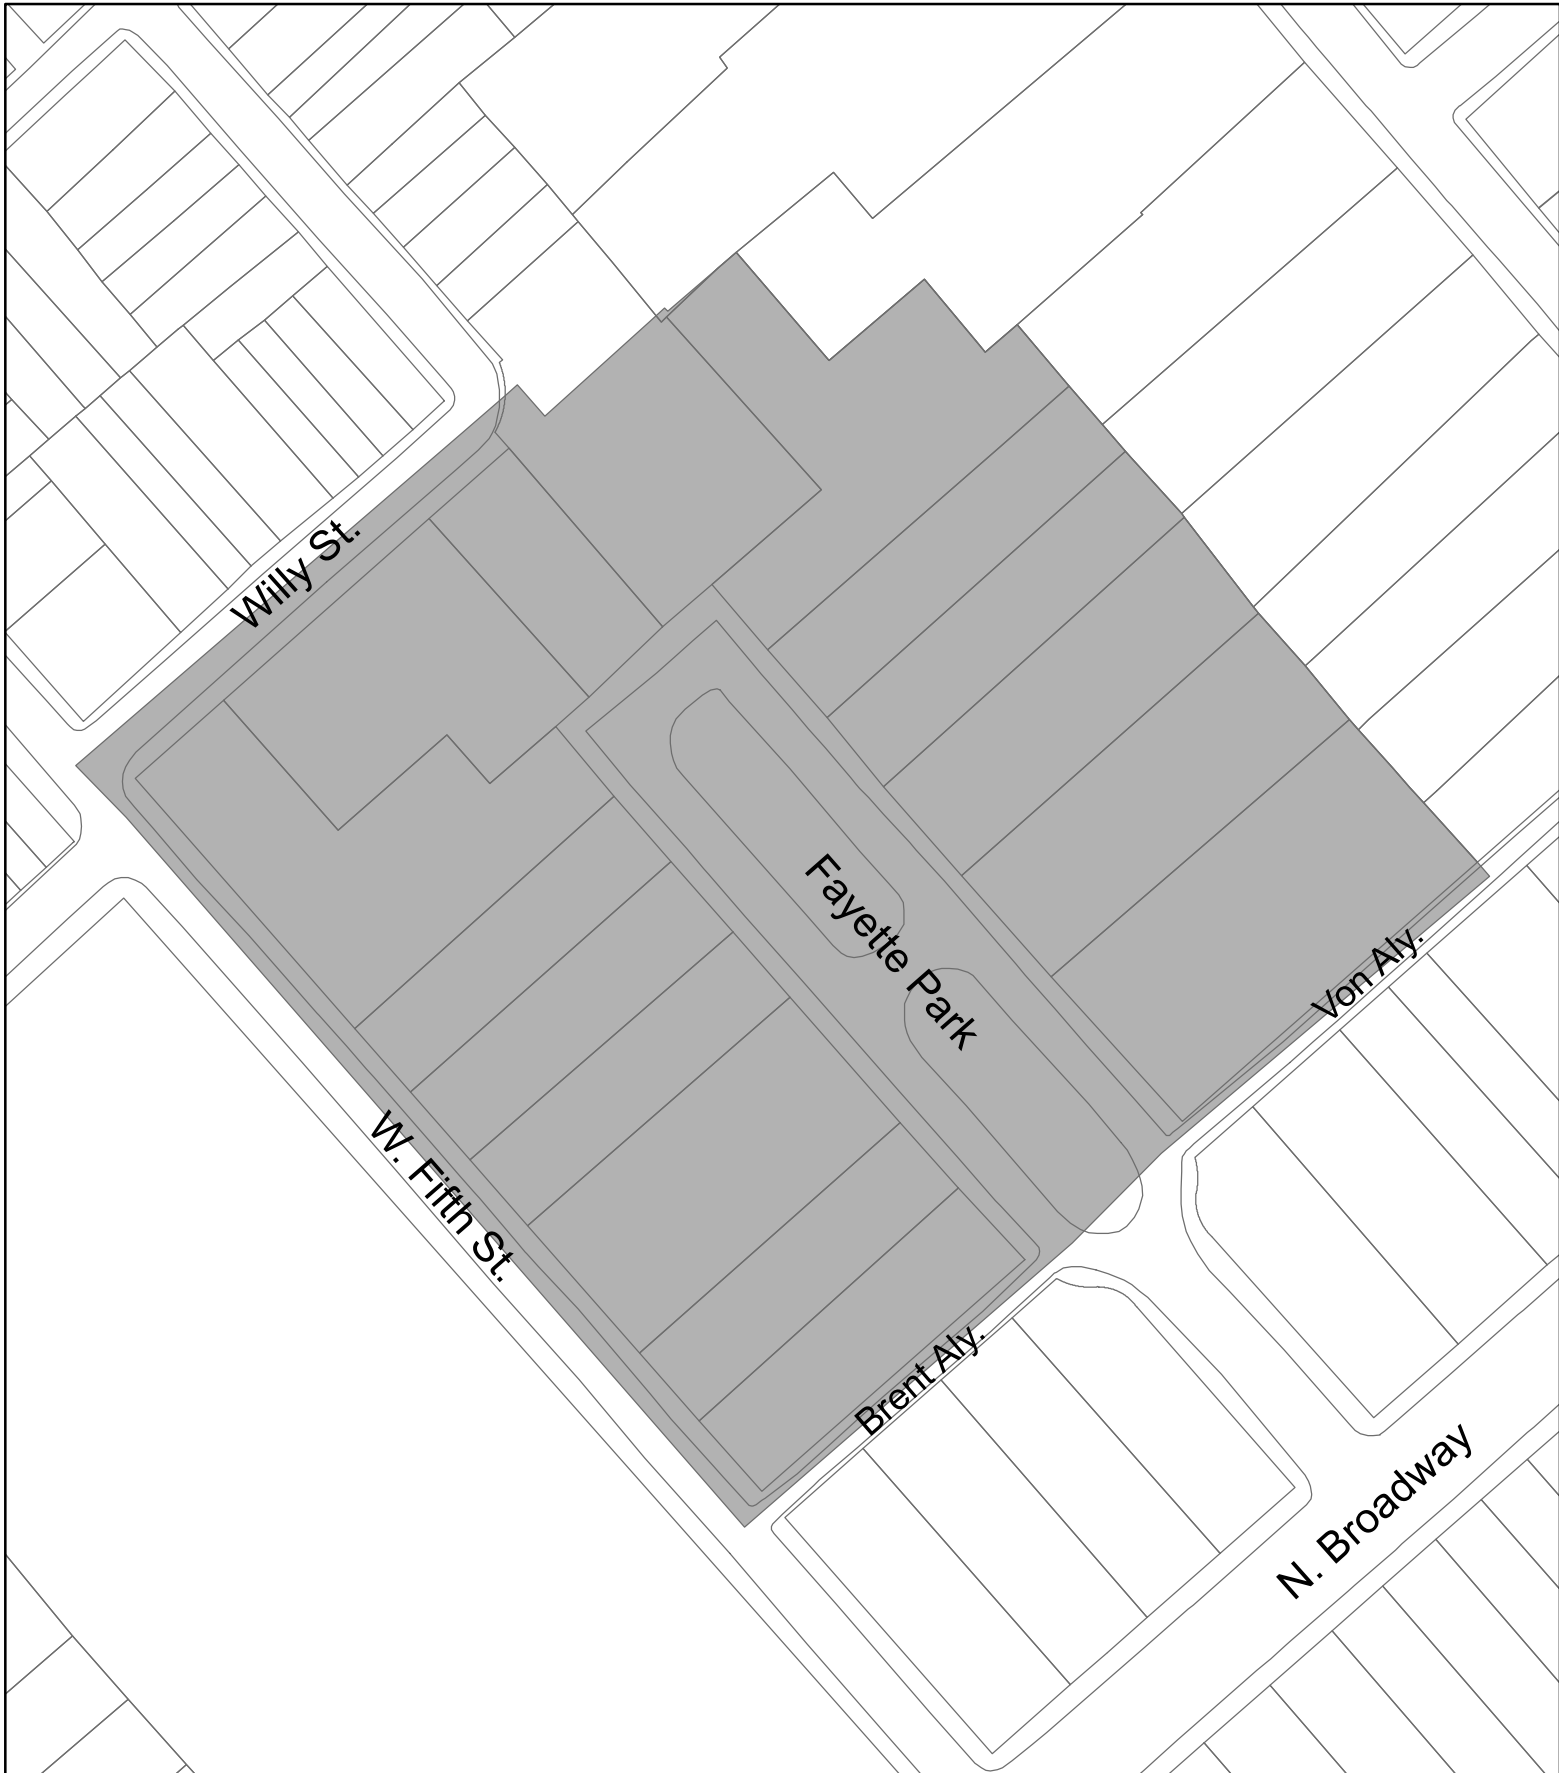 Willy St.
Fayette Park
Von Aly.
W. Fifth St.
Brent Aly.
N. Broadway